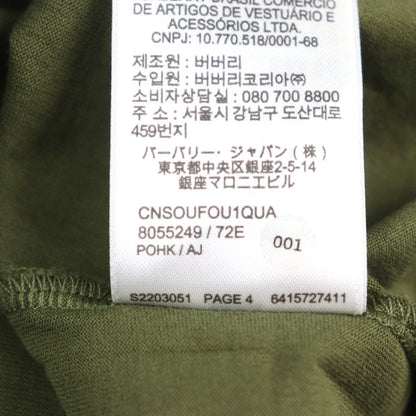 BRASIL COMÉRCIO
DE ARTIGOS DE VESTUÁRIO E
ACESSÓRIOS LTDA.
CNPJ: 10.770.518/0001-68
제조원 : 버버리
수입원 : 버버리코리아㈜
소비자상담실 : 080 700 8800
주 소 : 서울시 강남구 도산대로
459번지
バーバリー・ジャパン(株)
東京都中央区銀座2-5-14
銀座マロニエビル
CNSOUFOU1QUA
8055249 / 72E
001
POHK / AJ
S2203051 PAGE 4 6415727411